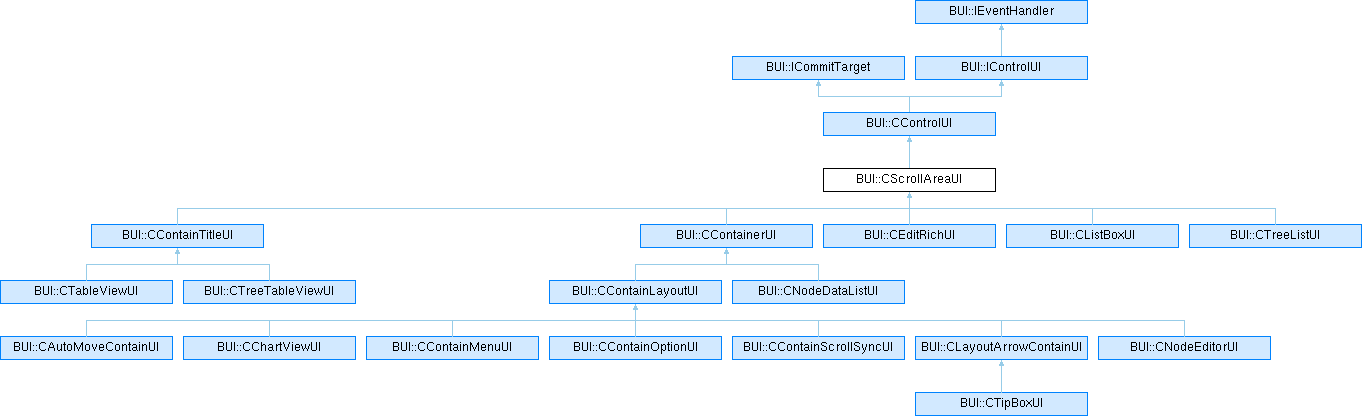 BUI::IEventHandler
BUI::ICommitTarget
BUI::IControlUI
BUI::CControlUI
BUI::CScrollAreaUI
BUI::CContainTitleUI
BUI::CContainerUI
BUI::CEditRichUI
BUI::CListBoxUI
BUI::CTreeListUI
BUI::CTableViewUI
BUI::CTreeTableViewUI
BUI::CContainLayoutUI
BUI::CNodeDataListUI
BUI::CAutoMoveContainUI
BUI::CChartViewUI
BUI::CContainMenuUI
BUI::CContainOptionUI
BUI::CContainScrollSyncUI
BUI::CLayoutArrowContainUI
BUI::CNodeEditorUI
BUI::CTipBoxUI